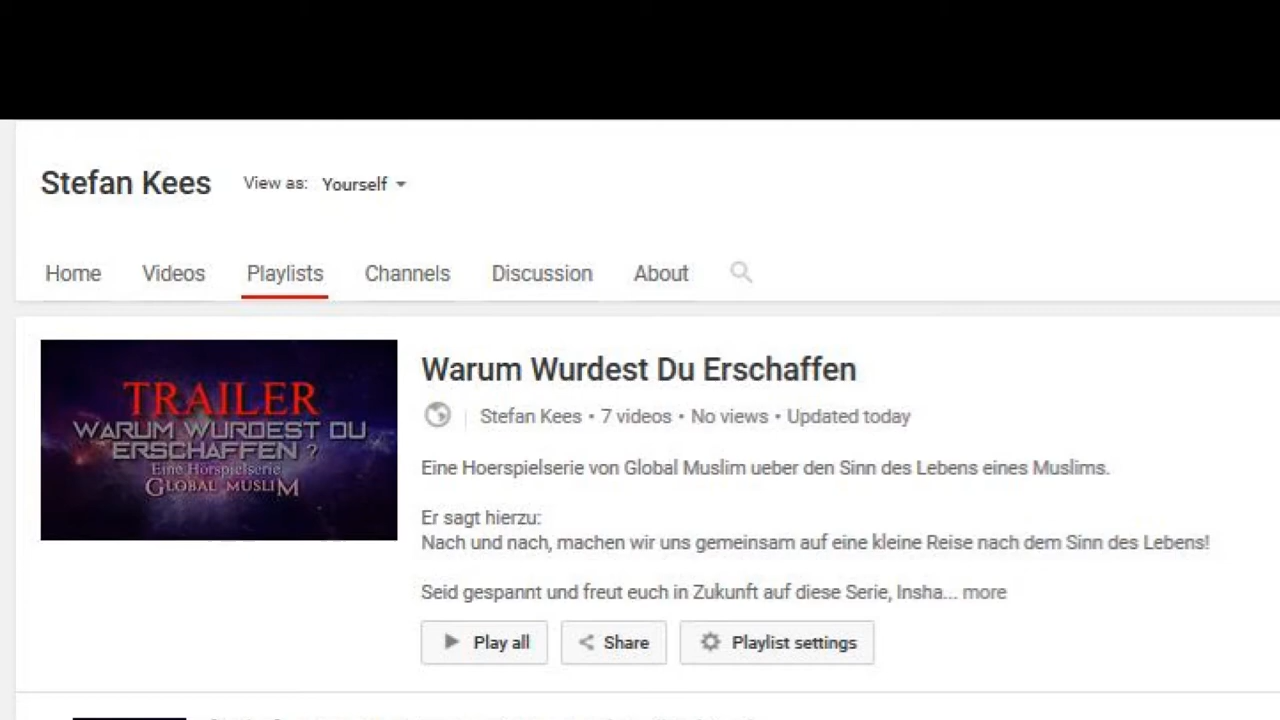 Stefan Kees View as: Yourself
Home Videos Playlists Channels Discussion About
TRAILER
WARUM WURDEST DU
ERSCHAFFEN ?
Eine Hörspielserie
GLOBAL MUSLIM
Warum Wurdest Du Erschaffen
Stefan Kees • 7 videos • No views • Updated today
Eine Hoerspielserie von Global Muslim ueber den Sinn des Lebens eines Muslims.
Er sagt hierzu:
Nach und nach, machen wir uns gemeinsam auf eine kleine Reise nach dem Sinn des Lebens!
Seid gespannt und freut euch in Zukunft auf diese Serie, Insha... more
Play all Share Playlist settings